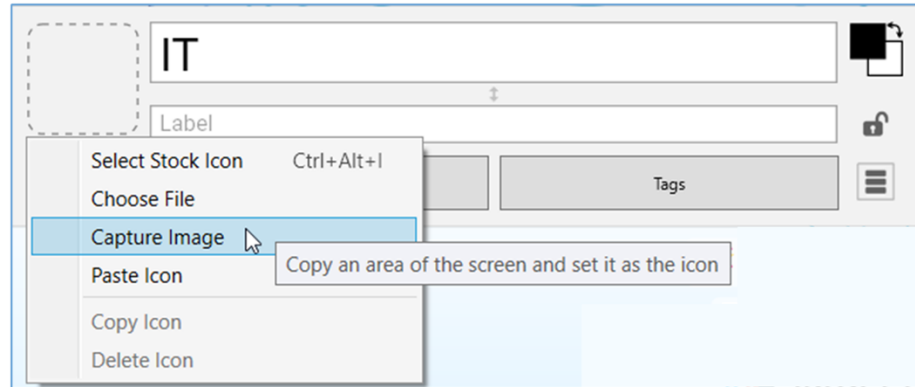 IT
Label
Select Stock Icon Ctrl+Alt+I
Choose File
Tags
Capture Image
Copy an area of the screen and set it as the icon
Paste Icon
Copy Icon
Delete Icon